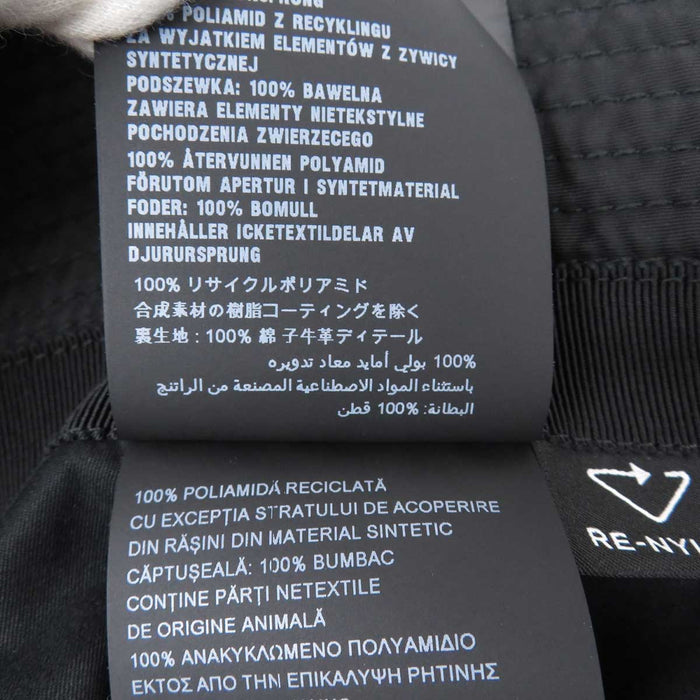 % POLIAMID Z RECYKLINGU
ZA WYJATKIEM ELEMENTÓW Z ZYWICY
SYNTETYCZNEJ
PODSZEWKA: 100% BAWELNA
ZAWIERA ELEMENTY NIETEKSTYLNE
POCHODZENIA ZWIERZECEGO
100% ÅTERVUNNEN POLYAMID
FÖRUTOM APERTUR I SYNTETMATERIAL
FODER: 100% BOMULL
INNEHÅLLER ICKETEXTILDELAR AV
DJURURSPRUNG
100% リサイクルポリアミド
合成素材の樹脂コーティングを除く
裏生地：100% 綿 子牛革ディテール
100% بولي أمايد معاد تدويره
باستثناء المواد الاصطناعية المصنعة من الراتنج
البطانة: 100% قطن
100% POLIAMIDĂ RECICLATĂ
CU EXCEPȚIA STRATULUI DE ACOPERIRE
DIN RĂȘINI DIN MATERIAL SINTETIC
CĂPTUȘEALĂ: 100% BUMBAC
CONȚINE PĂRȚI NETEXTILE
DE ORIGINE ANIMALĂ
100% ΑΝΑΚΥΚΛΩΜΕΝΟ ΠΟΛΥΑΜΙΔΙΟ
ΕΚΤΟΣ ΑΠΟ ΤΗΝ ΕΠΙΚΑΛΥΨΗ ΡΗΤΙΝΗΣ
RE-NY